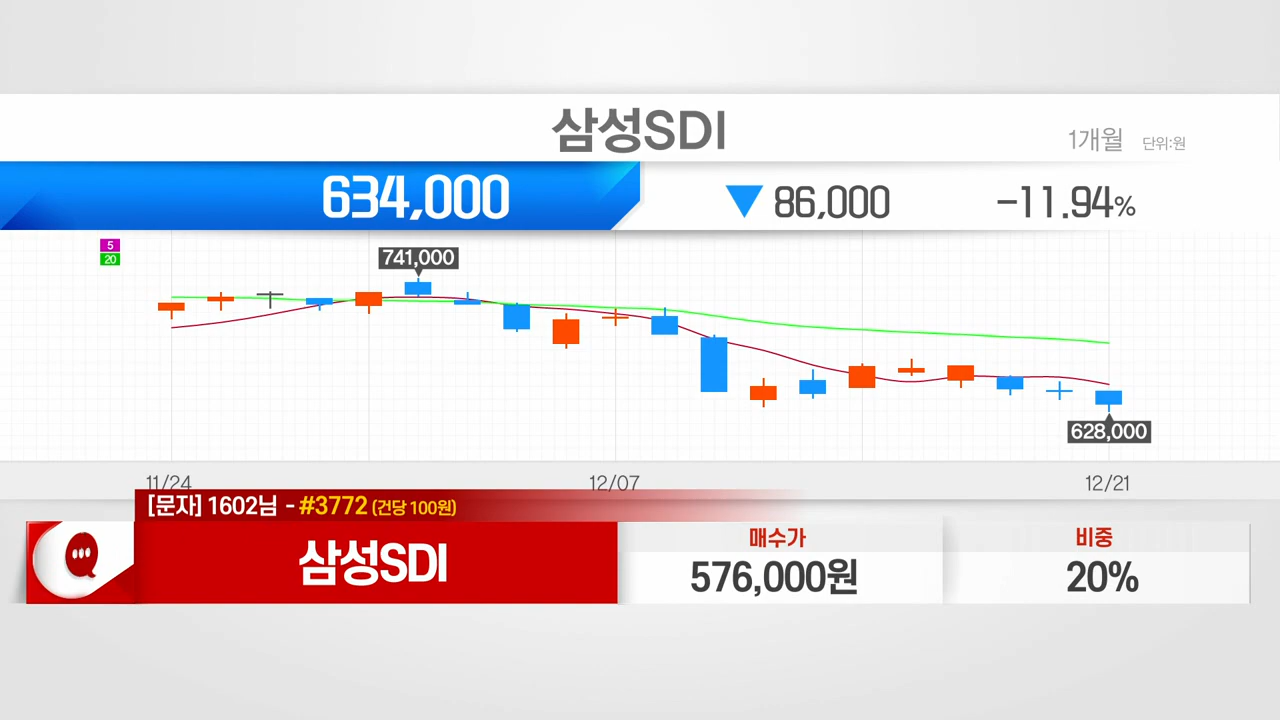 삼성SDI
1개월 단위:원
634,000 ▼ 86,000 -11.94%
5
20
741,000
628,000
11/24 12/07 12/21
[문자] 1602님 - #3772 (건당 100원)
삼성SDI
매수가 비중
576,000원 20%